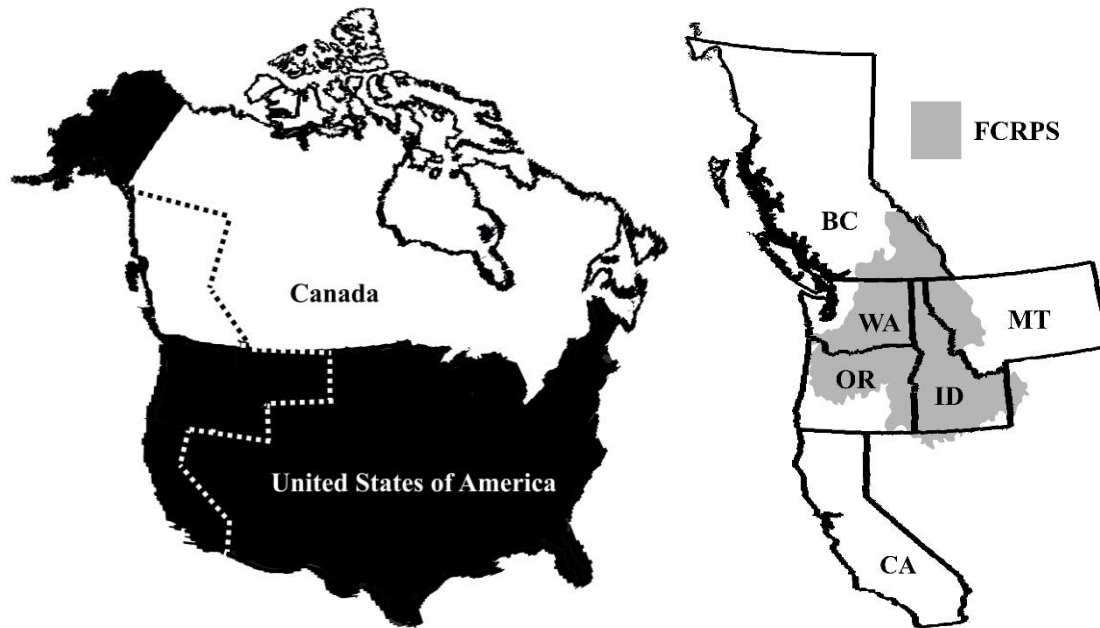 Canada
United States of America
FCRPS
BC
WA
MT
OR
ID
CA